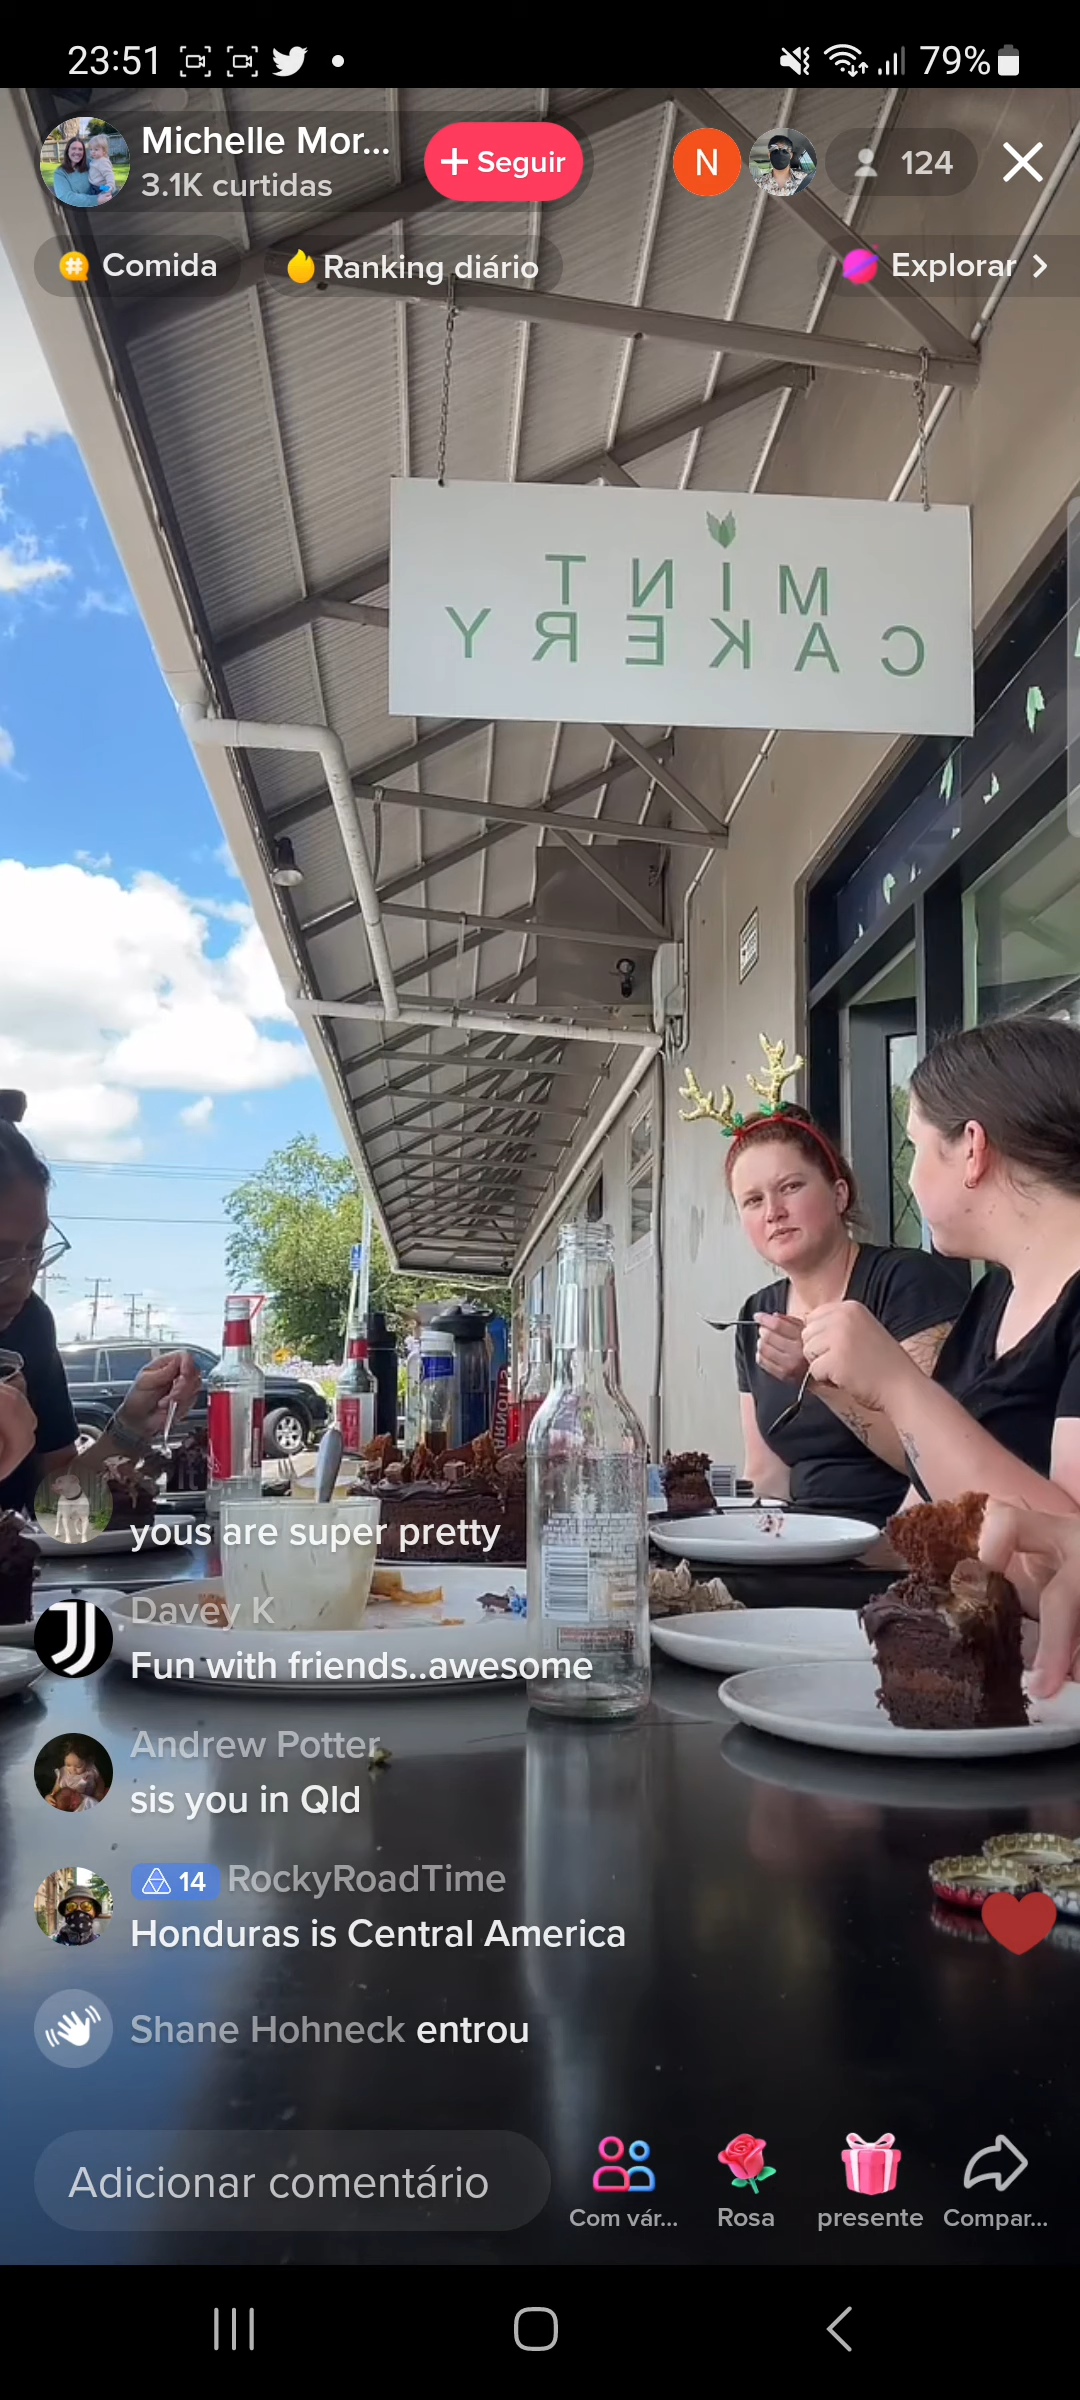 23:51
79%
Michelle Mor...
3.1K curtidas
+ Seguir
N
124
Comida
Ranking diário
Explorar >
MINT
CAKERY
yous are super pretty
Davey K
Fun with friends..awesome
Andrew Potter
sis you in Qld
14 RockyRoadTime
Honduras is Central America
Shane Hohneck entrou
Adicionar comentário
Com vár...
Rosa
presente
Compar...